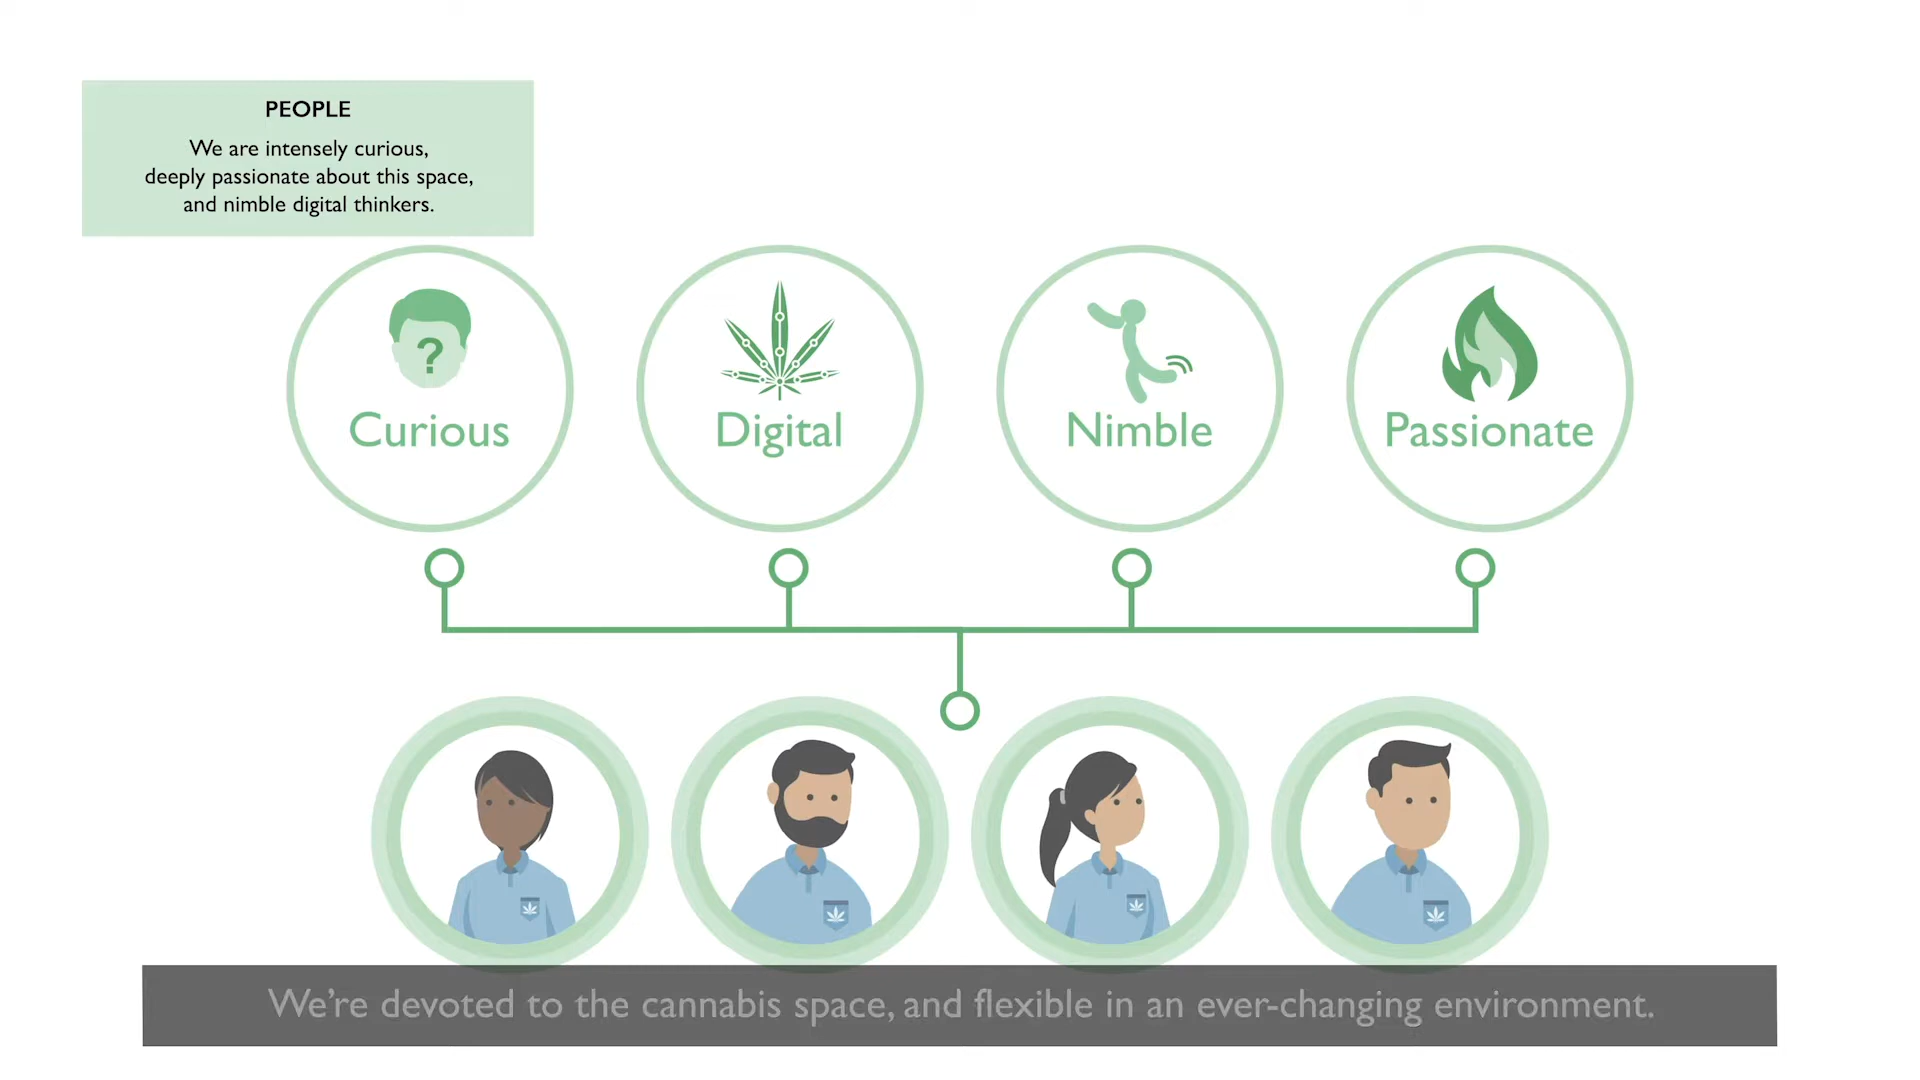 PEOPLE
We are intensely curious,
deeply passionate about this space,
and nimble digital thinkers.
?
Curious
Digital
Nimble
Passionate
We’re devoted to the cannabis space, and flexible in an ever-changing environment.